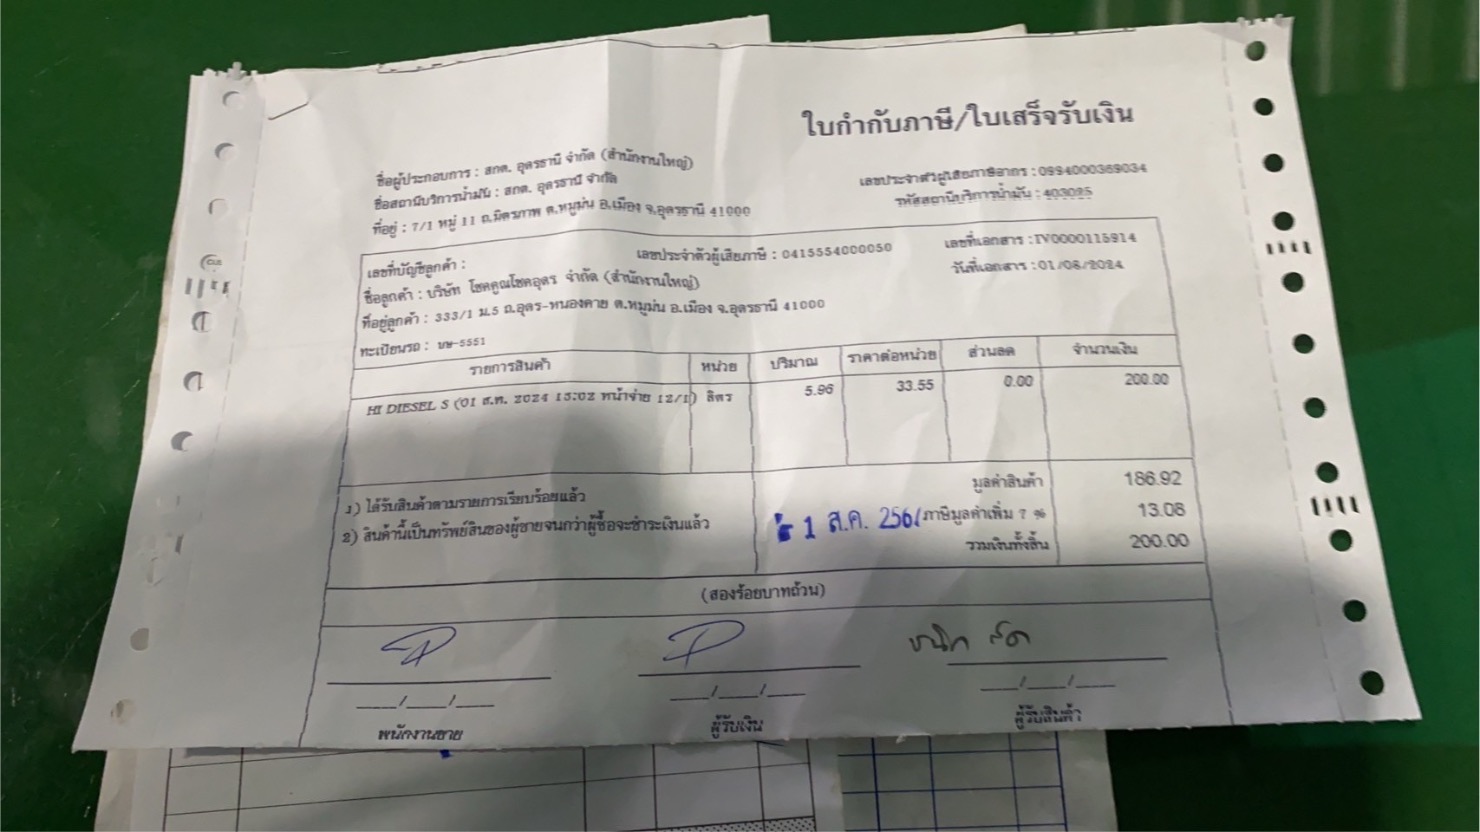 ใบกำกับภาษี/ใบเสร็จรับเงิน
ชื่อผู้ประกอบการ : สกต. อุดรธานี จำกัด (สำนักงานใหญ่)
เลขประจำตัวผู้เสียภาษีอากร : 0994000369034
ชื่อสถานีบริการน้ำมัน : สกต. อุดรธานี จำกัด
รหัสสถานีบริการน้ำมัน : 403025
ที่อยู่ : 7/1 หมู่ 11 ถ.มิตรภาพ ต.หมูม่น อ.เมือง จ.อุดรธานี 41000
เลขที่บัญชีลูกค้า :
เลขประจำตัวผู้เสียภาษี : 0415554000050
เลขที่เอกสาร : IV0000115914
ชื่อลูกค้า : บริษัท โชคคูณโชคอุดร จำกัด (สำนักงานใหญ่)
วันที่เอกสาร : 01/08/2024
ที่อยู่ลูกค้า : 333/1 ม.5 ถ.อุดร-หนองคาย ต.หมูม่น อ.เมือง จ.อุดรธานี 41000
ทะเบียนรถ : บษ-5551
รายการสินค้า หน่วย ปริมาณ ราคาต่อหน่วย ส่วนลด จำนวนเงิน
HI DIESEL S (01 ส.ค. 2024 15:02 หน้าจ่าย 12/1) ลิตร 5.96 33.55 0.00 200.00
1) ได้รับสินค้าตามรายการเรียบร้อยแล้ว
2) สินค้านี้เป็นทรัพย์สินของผู้ขายจนกว่าผู้ซื้อจะชำระเงินแล้ว
มูลค่าสินค้า 186.92
1 ส.ค. 256
ภาษีมูลค่าเพิ่ม 7 % 13.08
รวมเงินทั้งสิ้น 200.00
(สองร้อยบาทถ้วน)
__/__/__ __/__/__ __/__/__
พนักงานขาย ผู้รับเงิน ผู้รับสินค้า